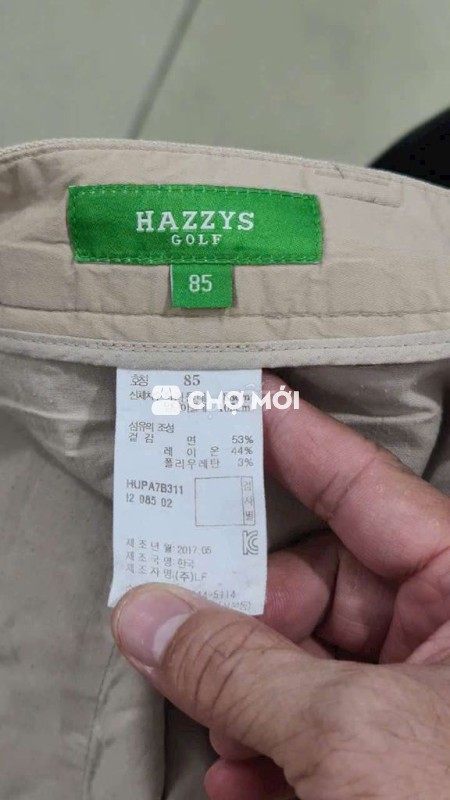 HAZZYS
GOLF
85
호칭 85
CHỢ MỚI
섬유의 조성
겉감 면 53%
레이온 44%
폴리우레탄 3%
HUPA7B311
I2 085 02
검사필
제조년월:2017.05
제조국명:한국
제조자명:(주)LF